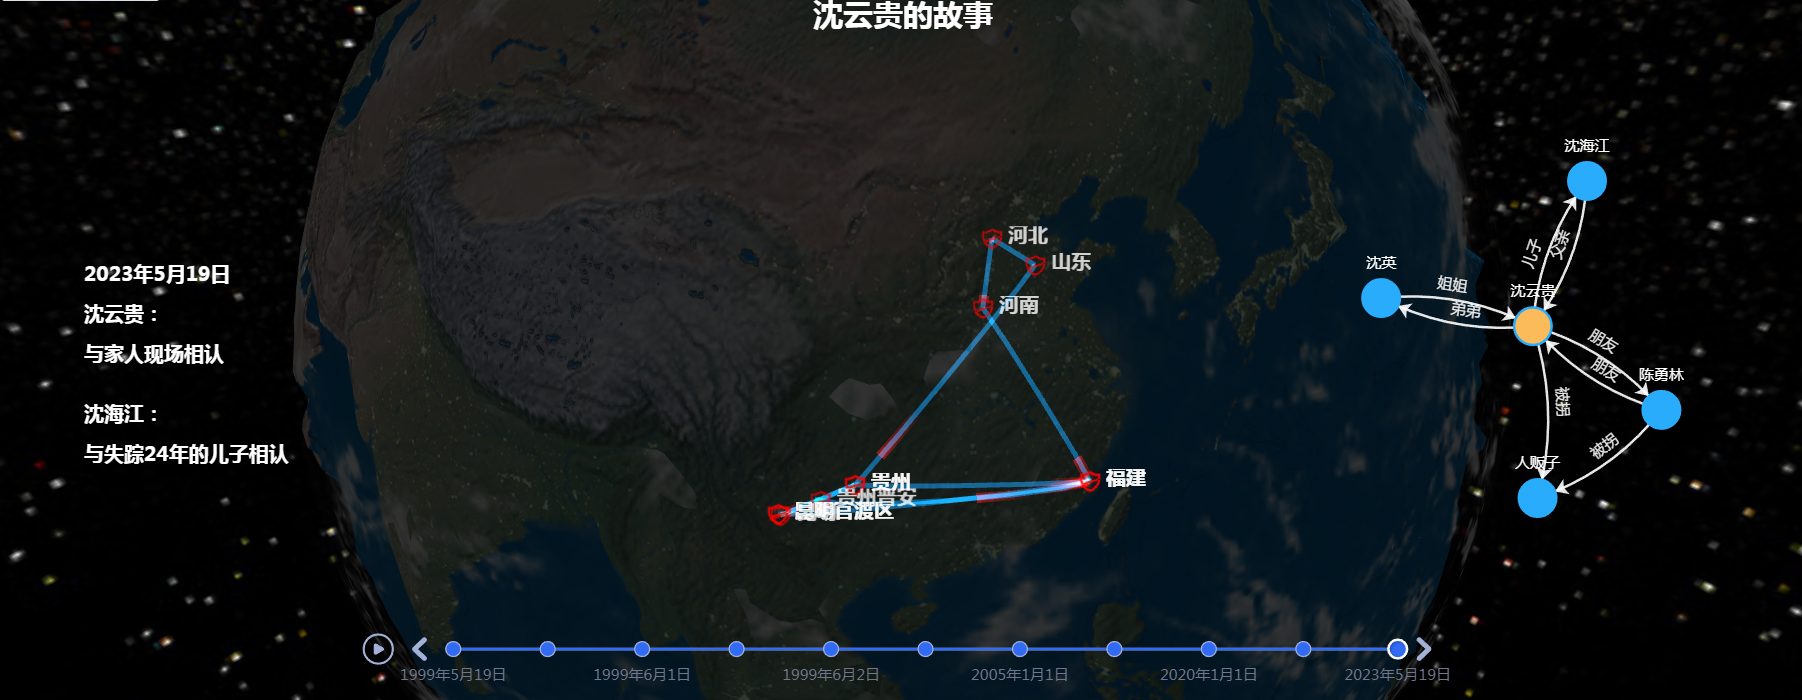 沈云贵的故事
2023年5月19日
沈云贵：
与家人现场相认
沈海江：
与失踪24年的儿子相认
河北
山东
河南
贵州
贵州普安
昆明官渡区
福建
沈海江
儿子
父亲
沈英
姐姐
弟弟
沈云贵
朋友
朋友
陈勇林
被拐
被拐
人贩子
1999年5月19日
1999年6月1日
1999年6月2日
2005年1月1日
2020年1月1日
2023年5月19日